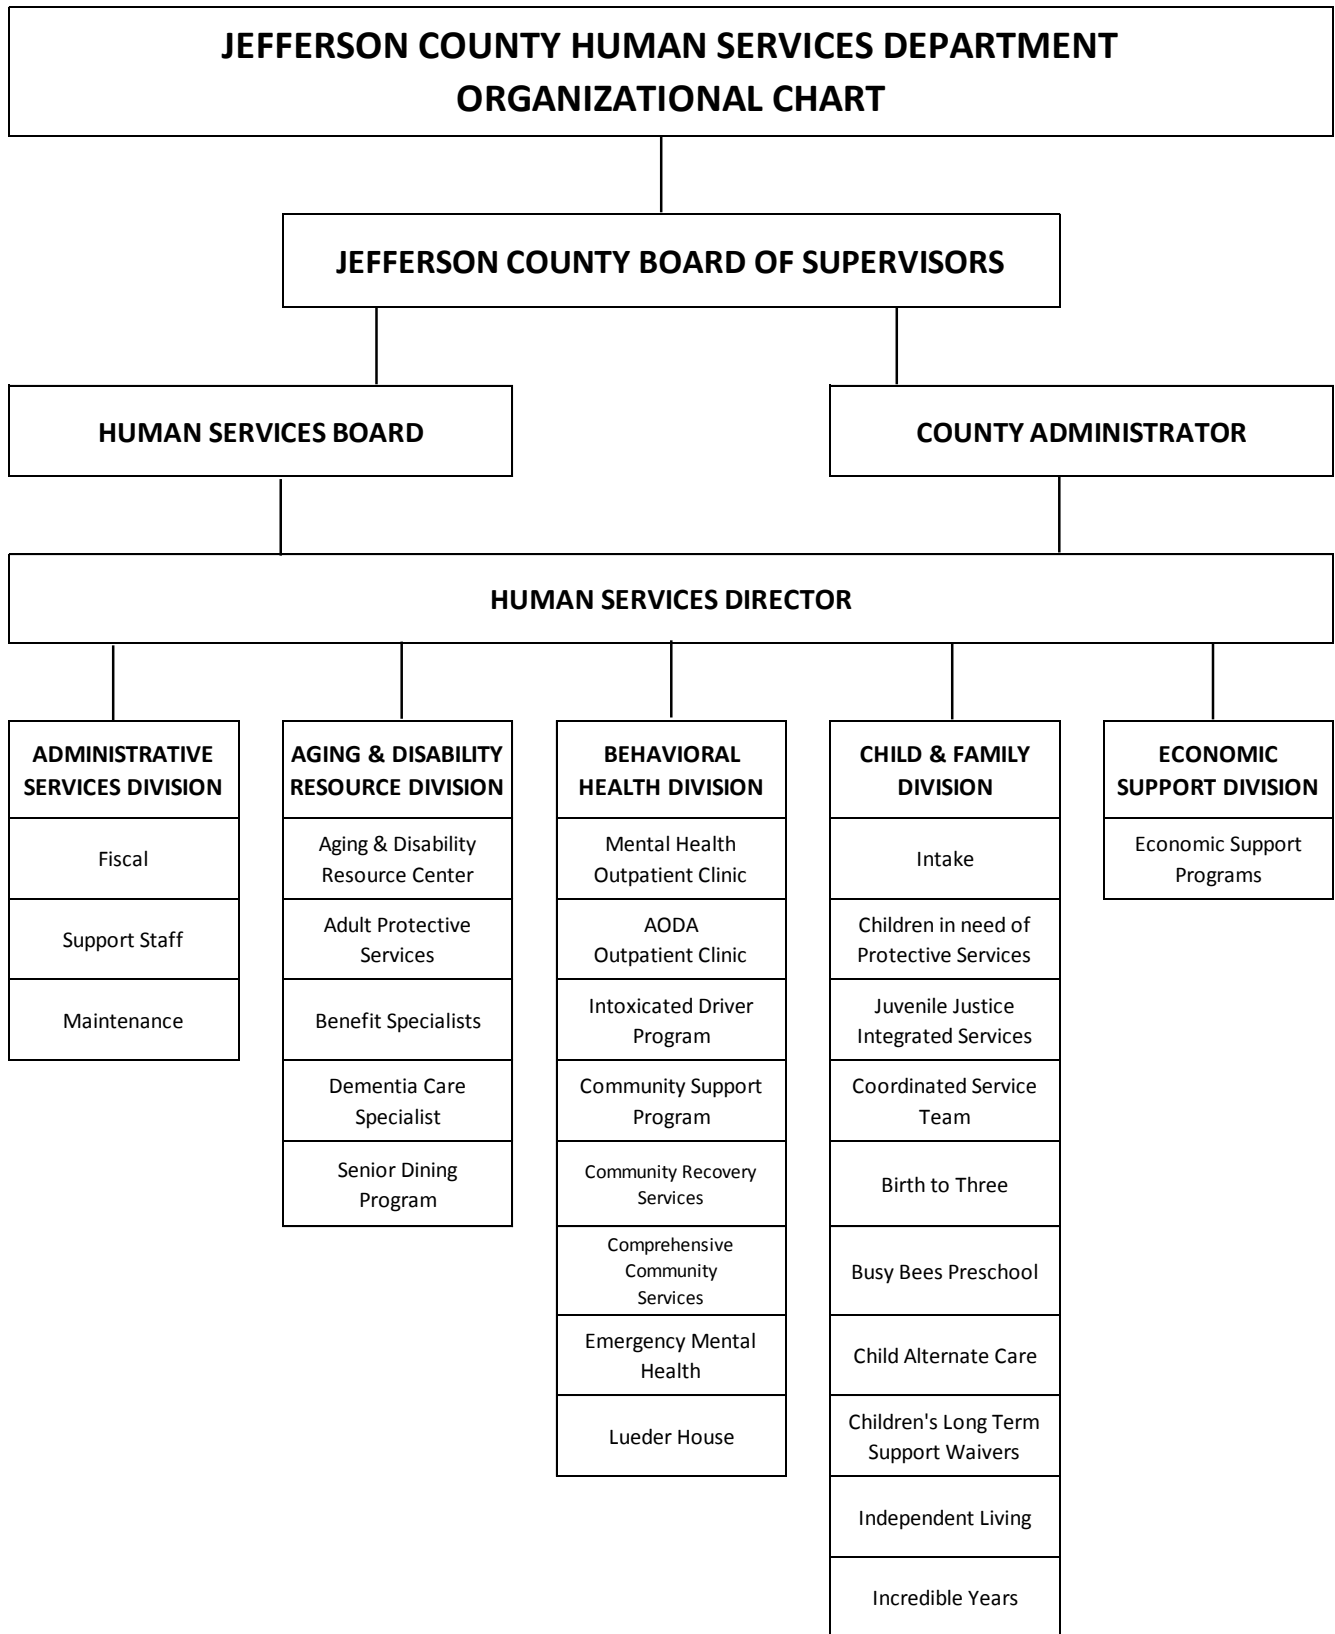 JEFFERSON COUNTY HUMAN SERVICES DEPARTMENT
ORGANIZATIONAL CHART
JEFFERSON COUNTY BOARD OF SUPERVISORS
HUMAN SERVICES BOARD
COUNTY ADMINISTRATOR
HUMAN SERVICES DIRECTOR
ADMINISTRATIVE
SERVICES DIVISION
Fiscal
Support Staff
Maintenance
AGING & DISABILITY
RESOURCE DIVISION
Aging & Disability
Resource Center
Adult Protective
Services
Benefit Specialists
Dementia Care
Specialist
Senior Dining
Program
BEHAVIORAL
HEALTH DIVISION
Mental Health
Outpatient Clinic
AODA
Outpatient Clinic
Intoxicated Driver
Program
Community Support
Program
Community Recovery
Services
Comprehensive
Community
Services
Emergency Mental
Health
Lueder House
CHILD & FAMILY
DIVISION
Intake
Children in need of
Protective Services
Juvenile Justice
Integrated Services
Coordinated Service
Team
Birth to Three
Busy Bees Preschool
Child Alternate Care
Children's Long Term
Support Waivers
Independent Living
Incredible Years
ECONOMIC
SUPPORT DIVISION
Economic Support
Programs